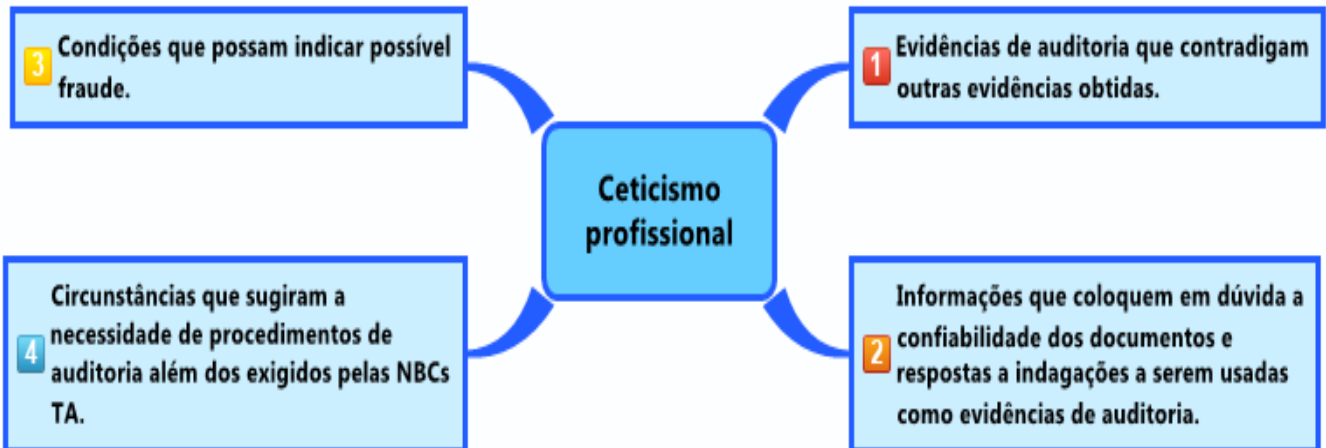 Ceticismo
profissional
1 Evidências de auditoria que contradigam
outras evidências obtidas.
2 Informações que coloquem em dúvida a
confiabilidade dos documentos e
respostas a indagações a serem usadas
como evidências de auditoria.
3 Condições que possam indicar possível
fraude.
4 Circunstâncias que sugiram a
necessidade de procedimentos de
auditoria além dos exigidos pelas NBCs
TA.